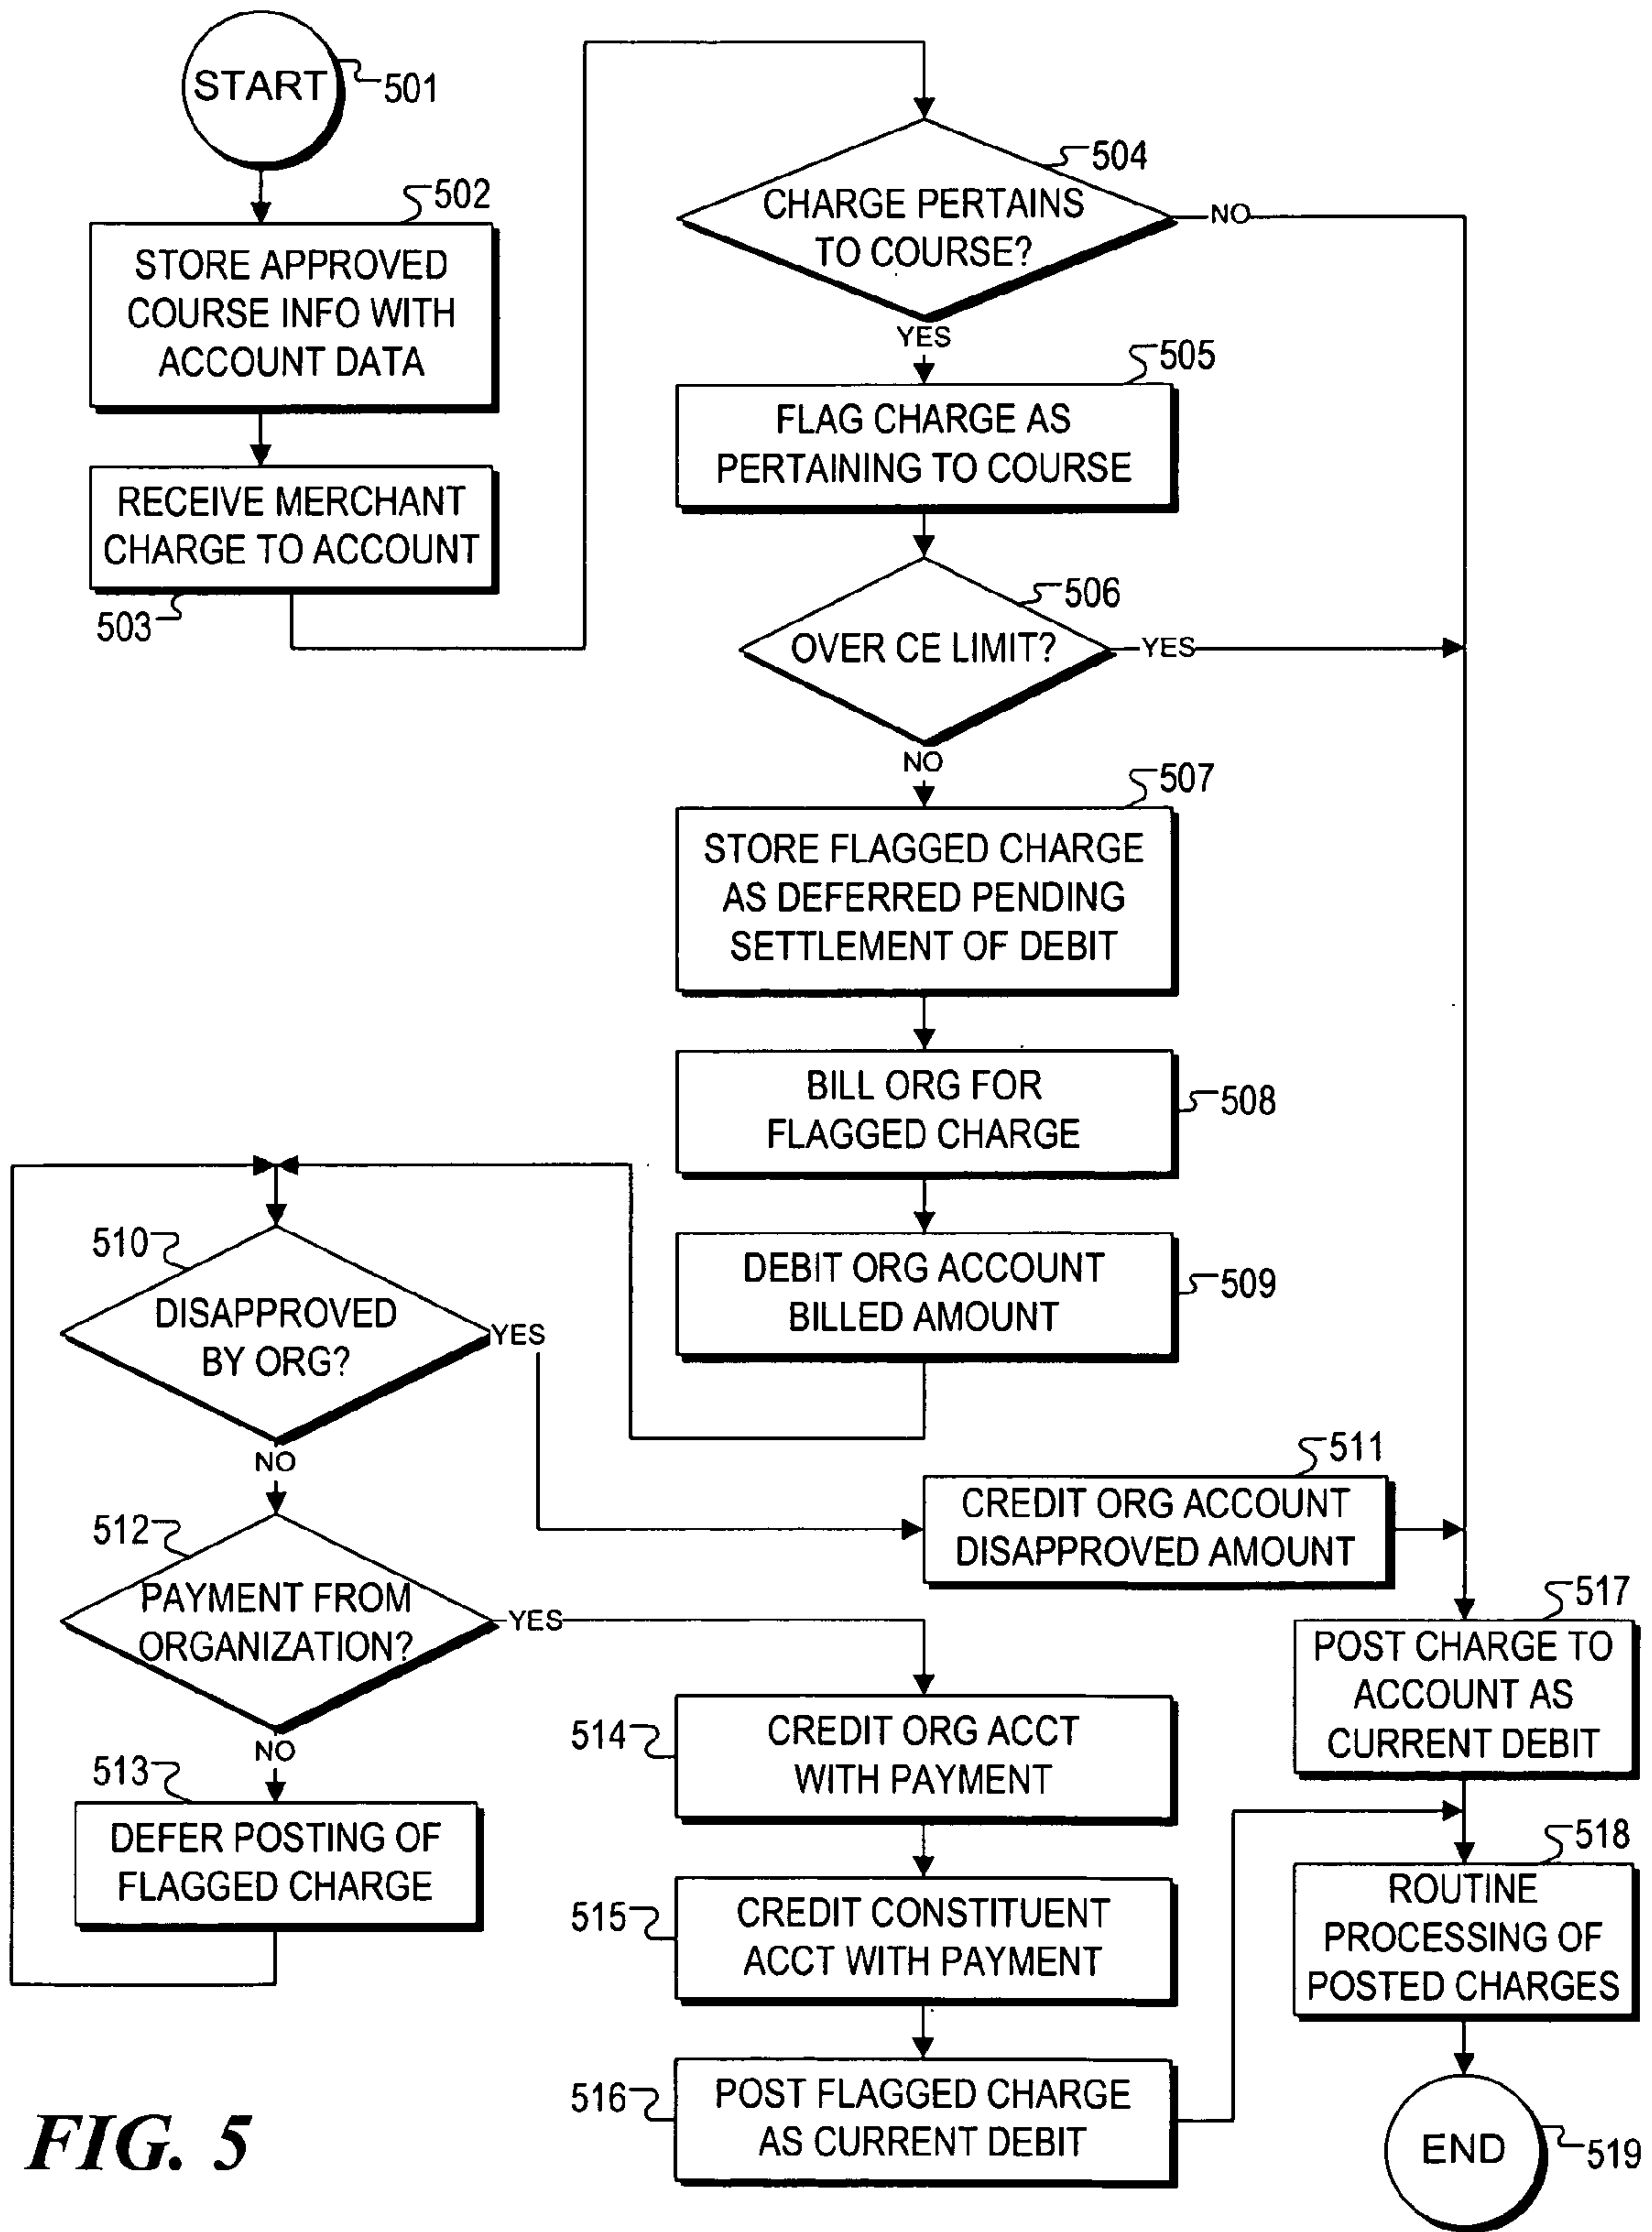 START
501
502
STORE APPROVED
COURSE INFO WITH
ACCOUNT DATA
RECEIVE MERCHANT
CHARGE TO ACCOUNT
503
504
CHARGE PERTAINS
TO COURSE?
NO
YES
505
FLAG CHARGE AS
PERTAINING TO COURSE
506
OVER CE LIMIT?
YES
NO
507
STORE FLAGGED CHARGE
AS DEFERRED PENDING
SETTLEMENT OF DEBIT
BILL ORG FOR
FLAGGED CHARGE
508
DEBIT ORG ACCOUNT
BILLED AMOUNT
509
510
DISAPPROVED
BY ORG?
YES
NO
511
CREDIT ORG ACCOUNT
DISAPPROVED AMOUNT
512
PAYMENT FROM
ORGANIZATION?
YES
NO
513
DEFER POSTING OF
FLAGGED CHARGE
514
CREDIT ORG ACCT
WITH PAYMENT
515
CREDIT CONSTITUENT
ACCT WITH PAYMENT
516
POST FLAGGED CHARGE
AS CURRENT DEBIT
517
POST CHARGE TO
ACCOUNT AS
CURRENT DEBIT
518
ROUTINE
PROCESSING OF
POSTED CHARGES
END
519
FIG. 5